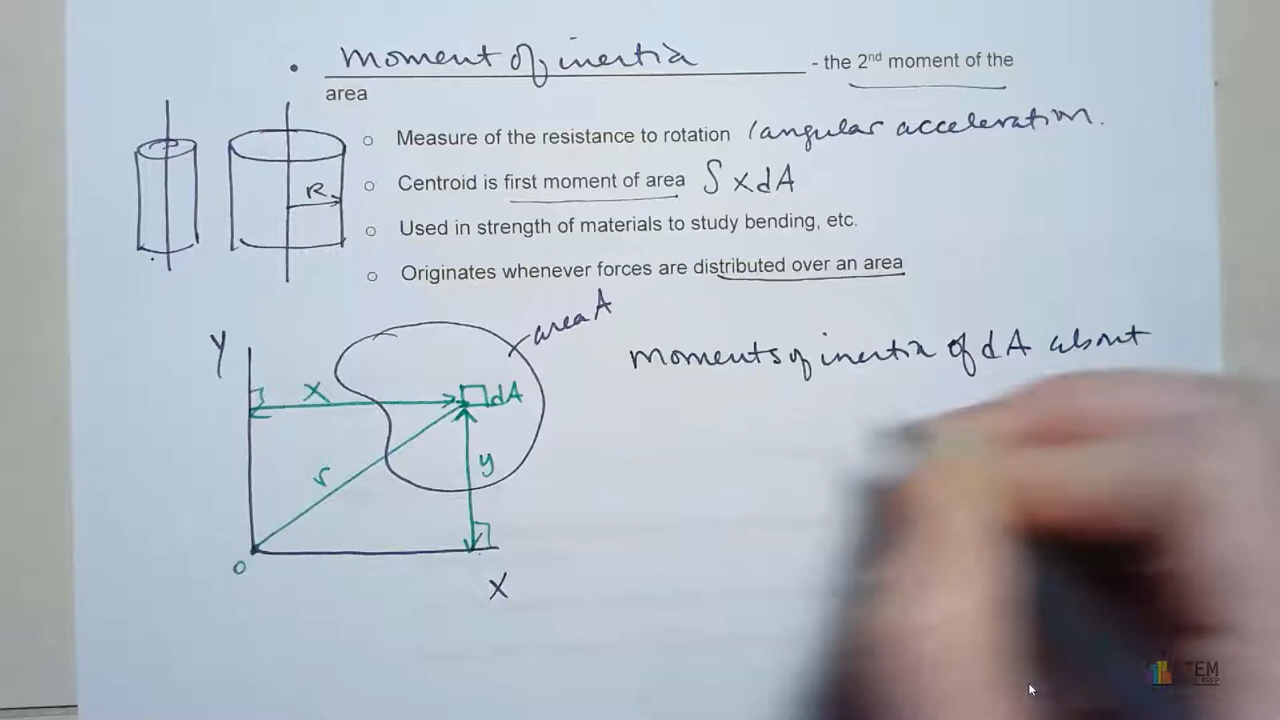 • moment of inertia - the 2nd moment of the
area
o Measure of the resistance to rotation /angular acceleration.
o Centroid is first moment of area ∫ x dA
R
o Used in strength of materials to study bending, etc.
o Originates whenever forces are distributed over an area
area A
Y
moments of inertia of dA about
x
dA
r
y
o
X
STEM